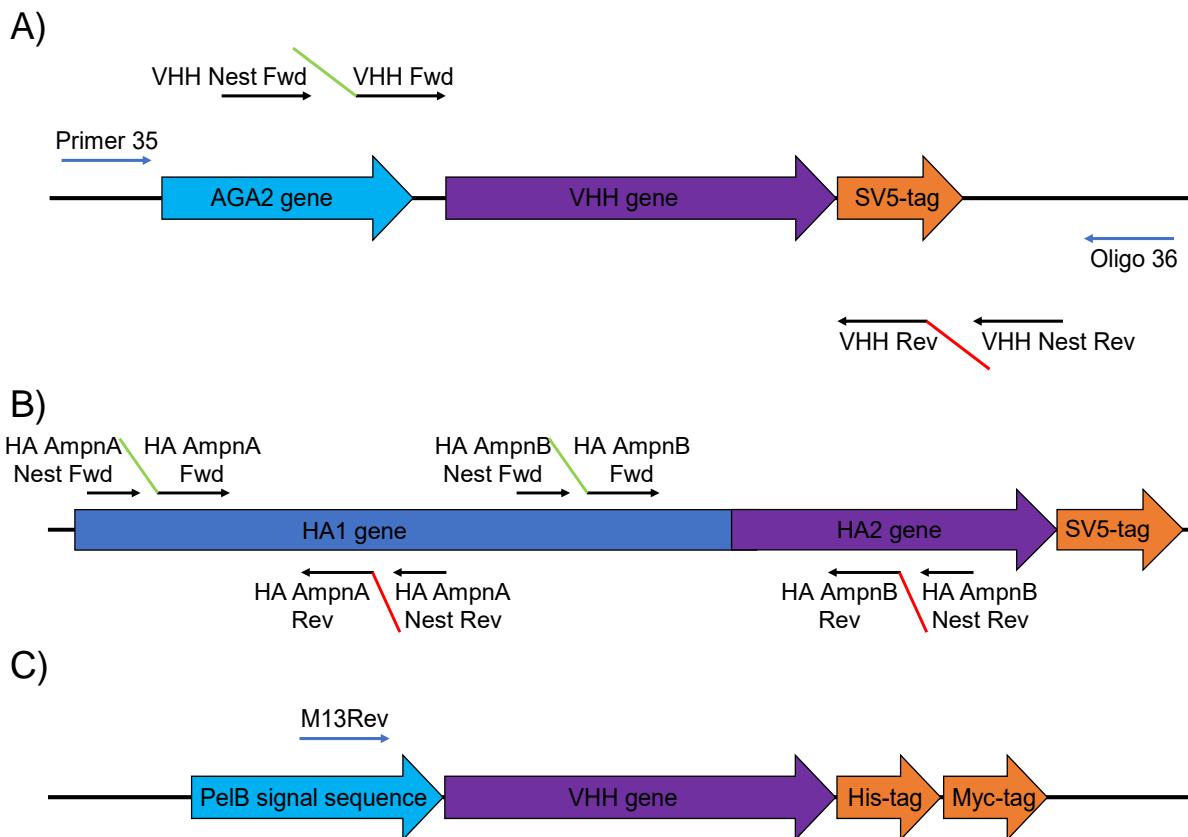 A)
VHH Nest Fwd
VHH Fwd
Primer 35
AGA2 gene
VHH gene
SV5-tag
Oligo 36
VHH Rev
VHH Nest Rev
B)
HA AmpnA
Nest Fwd
HA AmpnA
Fwd
HA AmpnB
Nest Fwd
HA AmpnB
Fwd
HA1 gene
HA2 gene
SV5-tag
HA AmpnA
Rev
HA AmpnA
Nest Rev
HA AmpnB
Rev
HA AmpnB
Nest Rev
C)
M13Rev
PelB signal sequence
VHH gene
His-tag
Myc-tag